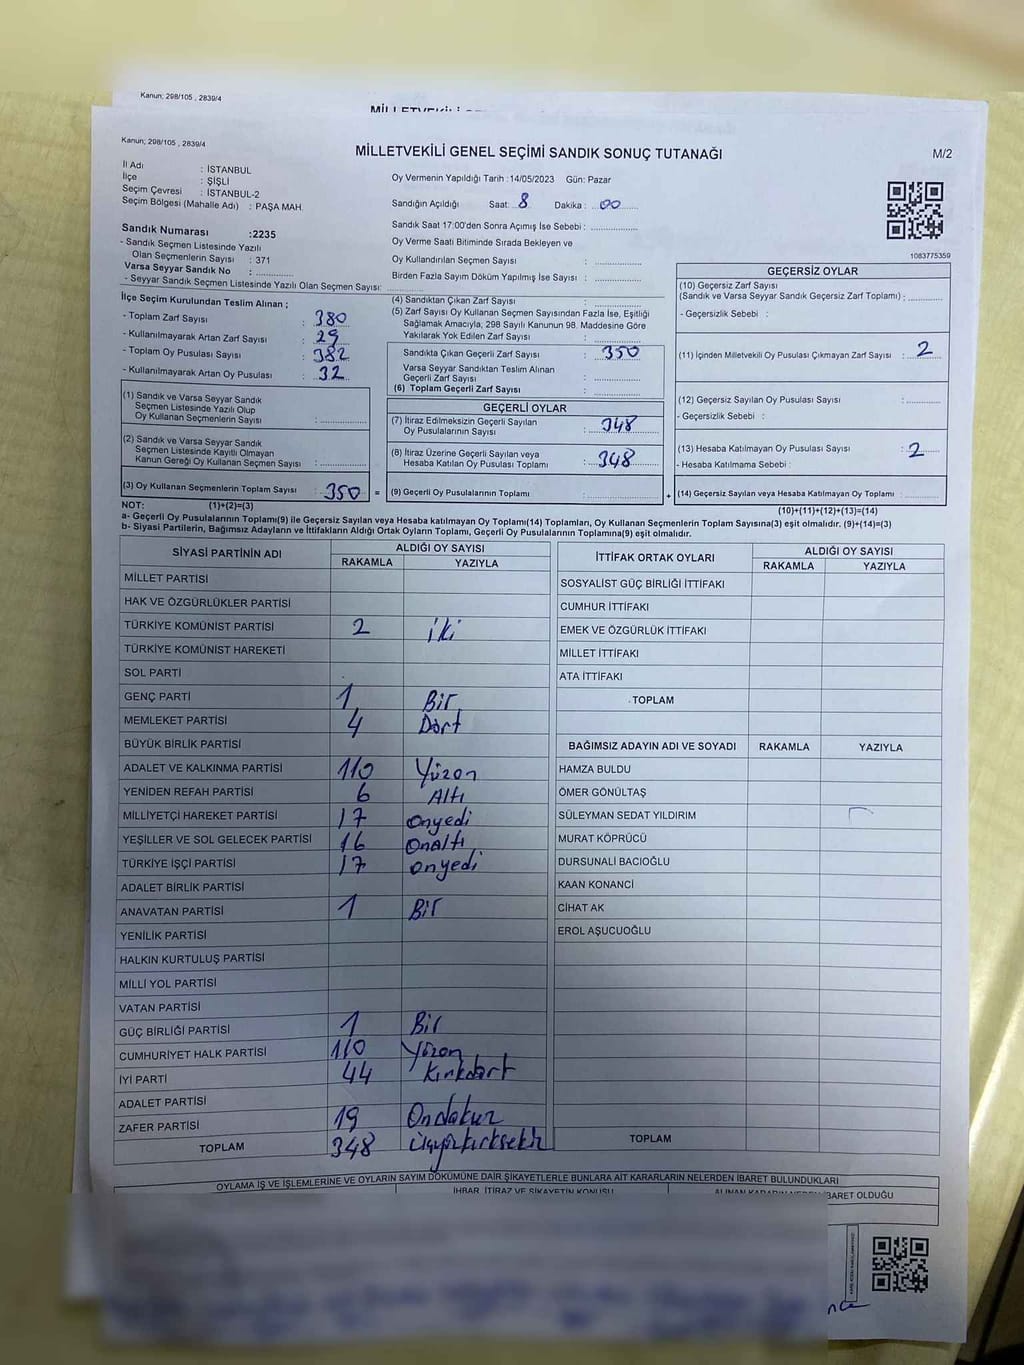 Kanun; 298/105 , 2839/4
Kanun; 298/105 , 2839/4
MİLLETVEKİLİ GENEL SEÇİMİ SANDIK SONUÇ TUTANAĞI
M/2
İl Adı : İSTANBUL
İlçe : ŞİŞLİ
Seçim Çevresi : İSTANBUL-2
Seçim Bölgesi (Mahalle Adı) : PAŞA MAH.
Oy Vermenin Yapıldığı Tarih :14/05/2023 Gün: Pazar
Sandığın Açıldığı Saat: 8 Dakika : 00
Sandık Saat 17:00'den Sonra Açımış İse Sebebi :
Oy Verme Saati Bitiminde Sırada Bekleyen ve
Oy Kullandırılan Seçmen Sayısı :
Birden Fazla Sayım Döküm Yapılmış İse Sayısı :
1083775359
Sandık Numarası :2235
- Sandık Seçmen Listesinde Yazılı
Olan Seçmenlerin Sayısı : 371
Varsa Seyyar Sandık No :
- Seyyar Sandık Seçmen Listesinde Yazılı Olan Seçmen Sayısı:
İlçe Seçim Kurulundan Teslim Alınan ;
- Toplam Zarf Sayısı : 380
- Kullanılmayarak Artan Zarf Sayısı : 29
- Toplam Oy Pusulası Sayısı : 382
- Kullanılmayarak Artan Oy Pusulası : 32
(1) Sandık ve Varsa Seyyar Sandık
Seçmen Listesinde Yazılı Olup
Oy Kullanan Seçmenlerin Sayısı :
(2) Sandık ve Varsa Seyyar Sandık
Seçmen Listesinde Kayıtlı Olmayan
Kanun Gereği Oy Kullanan Seçmen Sayısı :
(3) Oy Kullanan Seçmenlerin Toplam Sayısı : 350 =
(4) Sandıktan Çıkan Zarf Sayısı :
(5) Zarf Sayısı Oy Kullanan Seçmen Sayısından Fazla İse, Eşitliği
Sağlamak Amacıyla, 298 Sayılı Kanunun 98. Maddesine Göre
Yakılarak Yok Edilen Zarf Sayısı :
Sandıkta Çıkan Geçerli Zarf Sayısı : 350
Varsa Seyyar Sandıktan Teslim Alınan
Geçerli Zarf Sayısı :
(6) Toplam Geçerli Zarf Sayısı :
GEÇERLİ OYLAR
(7) İtiraz Edilmeksizin Geçerli Sayılan
Oy Pusulalarının Sayısı : 348
(8) İtiraz Üzerine Geçerli Sayılan veya
Hesaba Katılan Oy Pusulası Toplamı : 348
(9) Geçerli Oy Pusulalarının Toplamı : +
GEÇERSİZ OYLAR
(10) Geçersiz Zarf Sayısı
(Sandık ve Varsa Seyyar Sandık Geçersiz Zarf Toplamı) :
- Geçersizlik Sebebi :
(11) İçinden Milletvekili Oy Pusulası Çıkmayan Zarf Sayısı : 2
(12) Geçersiz Sayılan Oy Pusulası Sayısı :
- Geçersizlik Sebebi :
(13) Hesaba Katılmayan Oy Pusulası Sayısı : 2
- Hesaba Katılmama Sebebi :
(14) Geçersiz Sayılan veya Hesaba Katılmayan Oy Toplamı :
NOT: (1)+(2)=(3)
(10)+(11)+(12)+(13)=(14)
a- Geçerli Oy Pusulalarının Toplamı(9) ile Geçersiz Sayılan veya Hesaba katılmayan Oy Toplamı(14) Toplamları, Oy Kullanan Seçmenlerin Toplam Sayısına(3) eşit olmalıdır. (9)+(14)=(3)
b- Siyasi Partilerin, Bağımsız Adayların ve İttifakların Aldığı Ortak Oyların Toplamı, Geçerli Oy Pusulalarının Toplamına(9) eşit olmalıdır.
SİYASİ PARTİNİN ADI ALDIĞI OY SAYISI
RAKAMLA YAZIYLA
MİLLET PARTİSİ
HAK VE ÖZGÜRLÜKLER PARTİSİ
TÜRKİYE KOMÜNİST PARTİSİ 2 iki
TÜRKİYE KOMÜNİST HAREKETİ
SOL PARTİ
GENÇ PARTİ 1 Bir
MEMLEKET PARTİSİ 4 Dört
BÜYÜK BİRLİK PARTİSİ
ADALET VE KALKINMA PARTİSİ 110 Yüzon
YENİDEN REFAH PARTİSİ 6 Altı
MİLLİYETÇİ HAREKET PARTİSİ 17 onyedi
YEŞİLLER VE SOL GELECEK PARTİSİ 16 Onaltı
TÜRKİYE İŞÇİ PARTİSİ 17 onyedi
ADALET BİRLİK PARTİSİ
ANAVATAN PARTİSİ 1 Bir
YENİLİK PARTİSİ
HALKIN KURTULUŞ PARTİSİ
MİLLİ YOL PARTİSİ
VATAN PARTİSİ
GÜÇ BİRLİĞİ PARTİSİ 1 Bir
CUMHURİYET HALK PARTİSİ 110 Yüzon
İYİ PARTİ 44 Kırkdört
ADALET PARTİSİ
ZAFER PARTİSİ 19 Ondokuz
TOPLAM 348 Üçyüzkırksekiz
İTTİFAK ORTAK OYLARI ALDIĞI OY SAYISI
RAKAMLA YAZIYLA
SOSYALİST GÜÇ BİRLİĞİ İTTİFAKI
CUMHUR İTTİFAKI
EMEK VE ÖZGÜRLÜK İTTİFAKI
MİLLET İTTİFAKI
ATA İTTİFAKI
TOPLAM
BAĞIMSIZ ADAYIN ADI VE SOYADI RAKAMLA YAZIYLA
HAMZA BULDU
ÖMER GÖNÜLTAŞ
SÜLEYMAN SEDAT YILDIRIM
MURAT KÖPRÜCÜ
DURSUNALİ BACIOĞLU
KAAN KONANCİ
CİHAT AK
EROL AŞUCUOĞLU
TOPLAM
OYLAMA İŞ VE İŞLEMLERİNE VE OYLARIN SAYIM DÖKÜMÜNE DAİR ŞİKAYETLERLE BUNLARA AİT KARARLARIN NELERDEN İBARET BULUNDUKLARI
İHBAR, İTİRAZ VE ŞİKAYETİN KONUSU
ALINAN KARARIN NEDEN İBARET OLDUĞU